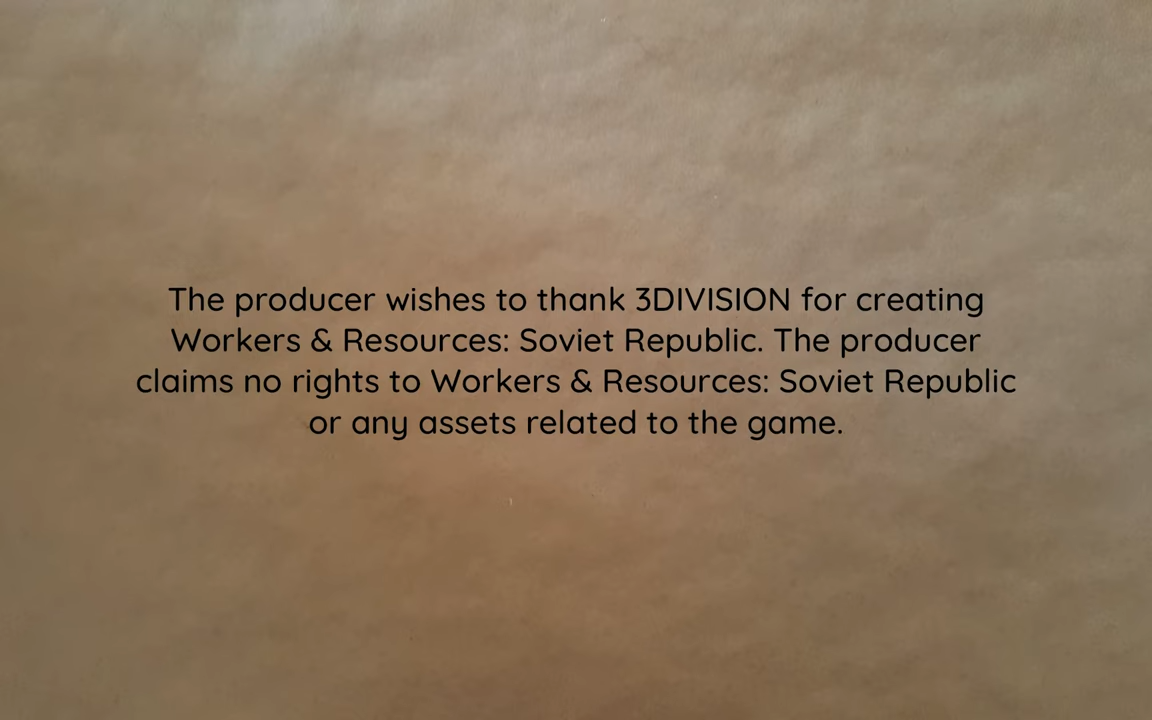 The producer wishes to thank 3DIVISION for creating
Workers & Resources: Soviet Republic. The producer
claims no rights to Workers & Resources: Soviet Republic
or any assets related to the game.